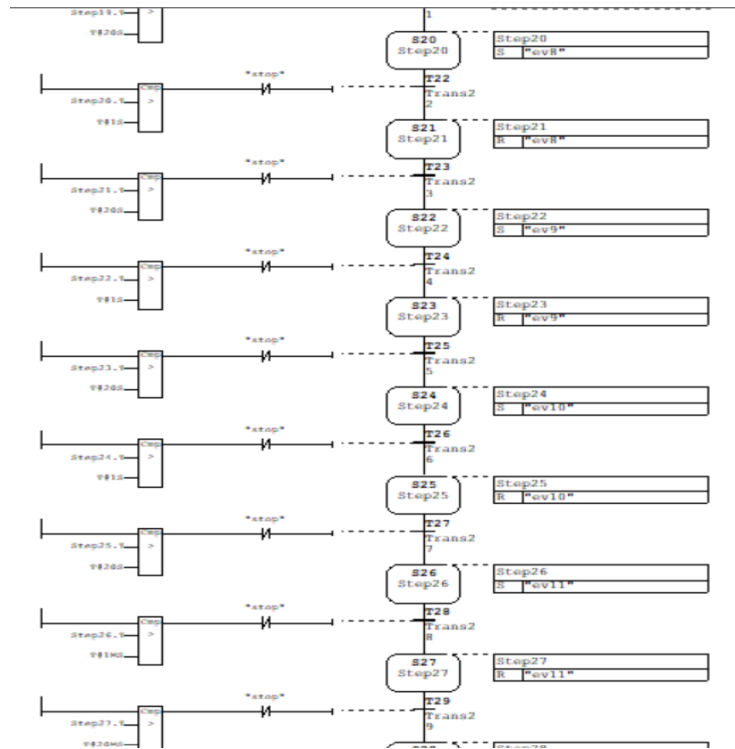 Step19.T
T#20S
Cmp
>
1
S20
Step20
Step20
S "ev8"
"stop"
Step20.T
T#1S
Cmp
>
T22
Trans2
2
S21
Step21
Step21
R "ev8"
"stop"
Step21.T
T#20S
Cmp
>
T23
Trans2
3
S22
Step22
Step22
S "ev9"
"stop"
Step22.T
T#1S
Cmp
>
T24
Trans2
4
S23
Step23
Step23
R "ev9"
"stop"
Step23.T
T#20S
Cmp
>
T25
Trans2
5
S24
Step24
Step24
S "ev10"
"stop"
Step24.T
T#1S
Cmp
>
T26
Trans2
6
S25
Step25
Step25
R "ev10"
"stop"
Step25.T
T#20S
Cmp
>
T27
Trans2
7
S26
Step26
Step26
S "ev11"
"stop"
Step26.T
T#1MS
Cmp
>
T28
Trans2
8
S27
Step27
Step27
R "ev11"
"stop"
Step27.T
T#20MS
Cmp
>
T29
Trans2
9